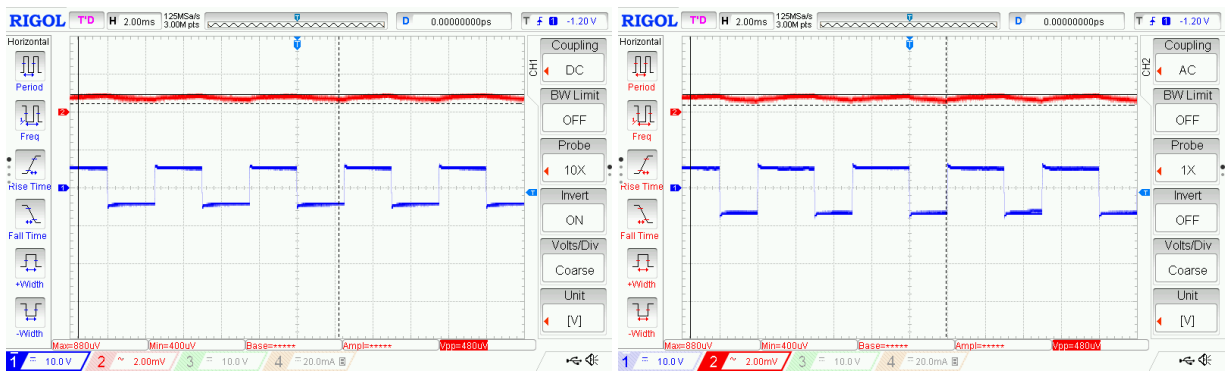 RIGOL T'D H 2.00ms 125MSa/s 3.00M pts D 0.00000000ps T 1 -1.20 V
Horizontal
Period
Freq
Rise Time
Fall Time
+Width
-Width
2
1
T
T
CH1
Coupling
DC
BW Limit
OFF
Probe
10X
Invert
ON
Volts/Div
Coarse
Unit
[V]
Max=880uV Min=400uV Base=***** Ampl=***** Vpp=480uV
1 = 10.0 V 2 ~ 2.00mV 3 = 10.0 V 4 = 20.0mA
RIGOL T'D H 2.00ms 125MSa/s 3.00M pts D 0.00000000ps T 1 -1.20 V
Horizontal
Period
Freq
Rise Time
Fall Time
+Width
-Width
2
1
T
T
CH2
Coupling
AC
BW Limit
OFF
Probe
1X
Invert
OFF
Volts/Div
Coarse
Unit
[V]
Max=880uV Min=400uV Base=***** Ampl=***** Vpp=480uV
1 = 10.0 V 2 ~ 2.00mV 3 = 10.0 V 4 = 20.0mA